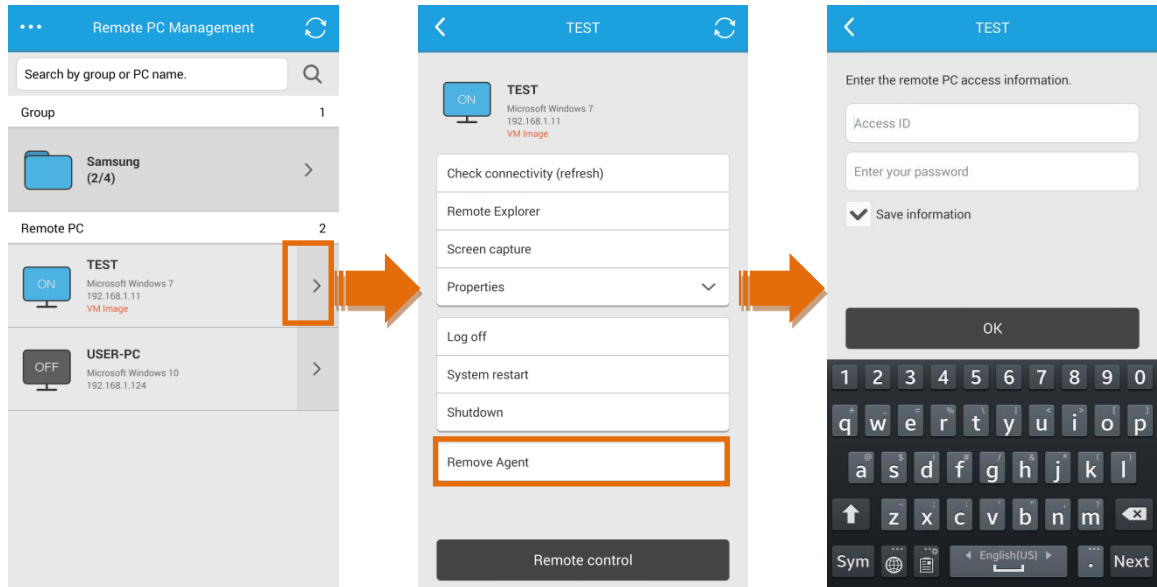 Remote PC Management
Search by group or PC name.
Group 1
Samsung
(2/4)
Remote PC 2
ON
TEST
Microsoft Windows 7
192.168.1.11
VM Image
OFF
USER-PC
Microsoft Windows 10
192.168.1.124
TEST
ON
TEST
Microsoft Windows 7
192.168.1.11
VM Image
Check connectivity (refresh)
Remote Explorer
Screen capture
Properties
Log off
System restart
Shutdown
Remove Agent
Remote control
TEST
Enter the remote PC access information.
Access ID
Enter your password
Save information
OK
1 2 3 4 5 6 7 8 9 0
q w e r t y u i o p
a s d f g h j k l
z x c v b n m
Sym English(US) . Next